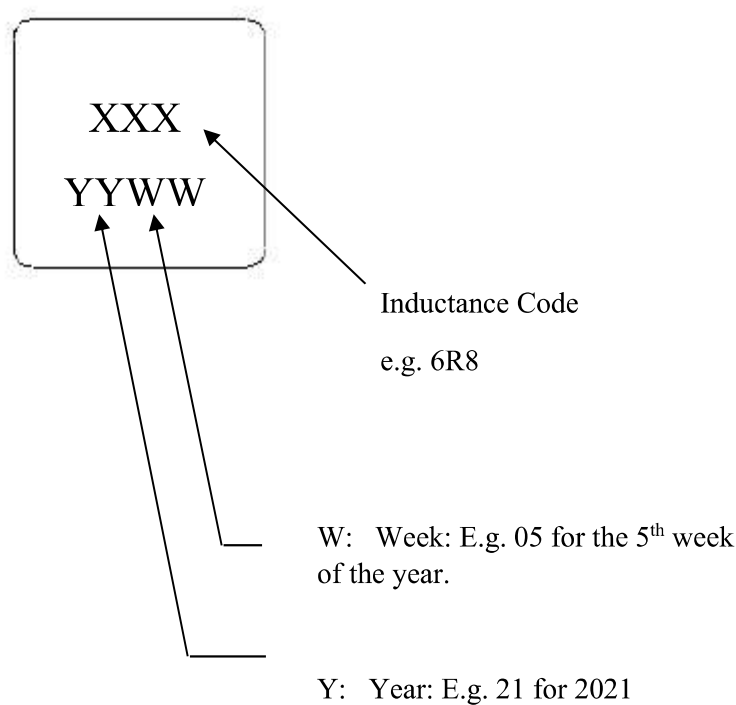 XXX
YYWW
Inductance Code
e.g. 6R8
W: Week: E.g. 05 for the 5th week
of the year.
Y: Year: E.g. 21 for 2021